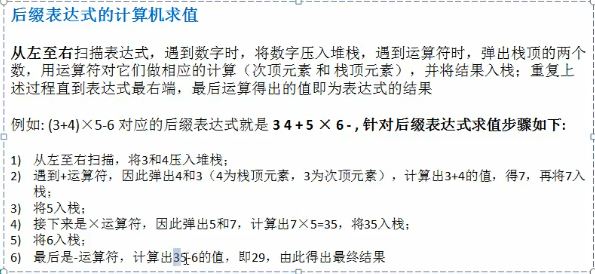 后缀表达式的计算机求值
从左至右扫描表达式，遇到数字时，将数字压入堆栈，遇到运算符时，弹出栈顶的两个
数，用运算符对它们做相应的计算（次顶元素 和 栈顶元素），并将结果入栈；重复上
述过程直到表达式最右端，最后运算得出的值即为表达式的结果
例如: (3+4)×5-6 对应的后缀表达式就是 3 4 + 5 × 6 - , 针对后缀表达式求值步骤如下:
1) 从左至右扫描，将3和4压入堆栈；
2) 遇到+运算符，因此弹出4和3（4为栈顶元素，3为次顶元素），计算出3+4的值，得7，再将7入
栈；
3) 将5入栈；
4) 接下来是×运算符，因此弹出5和7，计算出7×5=35，将35入栈；
5) 将6入栈；
6) 最后是-运算符，计算出35-6的值，即29，由此得出最终结果